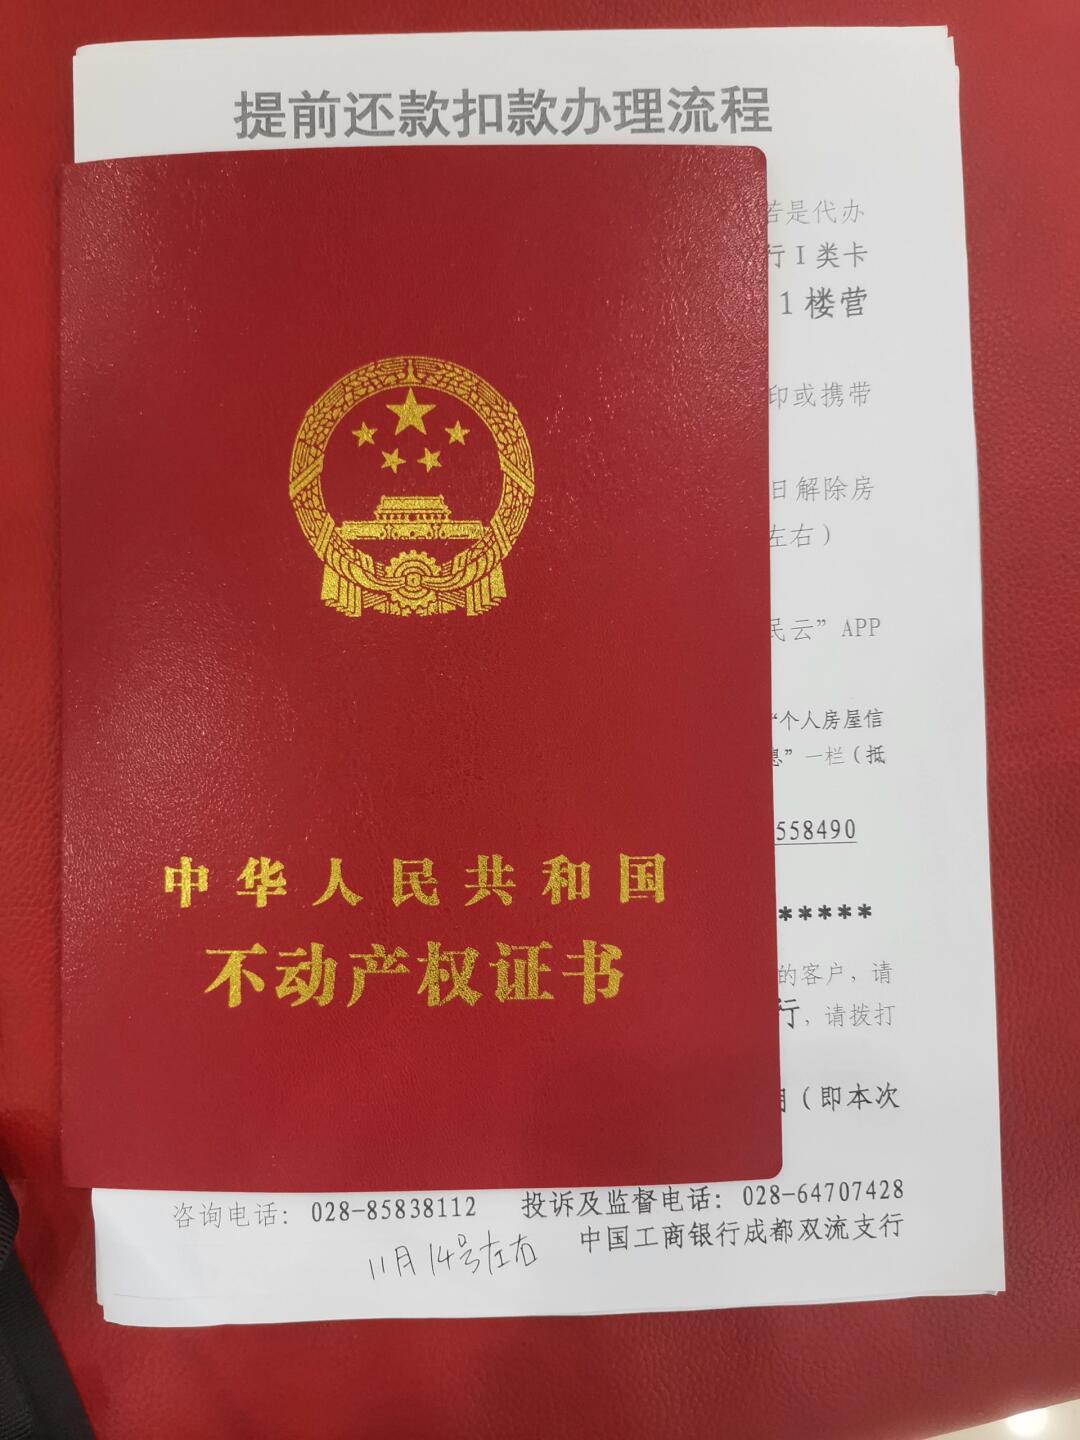 提前还款扣款办理流程
若是代办
行I类卡
1楼营
印或携带
日解除房
左右）
民云”APP
“个人房屋信
息”一栏（抵
558490
中华人民共和国
*****
不动产权证书
的客户，请
行，请拨打
（即本次
咨询电话：028-85838112 投诉及监督电话：028-64707428
中国工商银行成都双流支行
11月14号左右